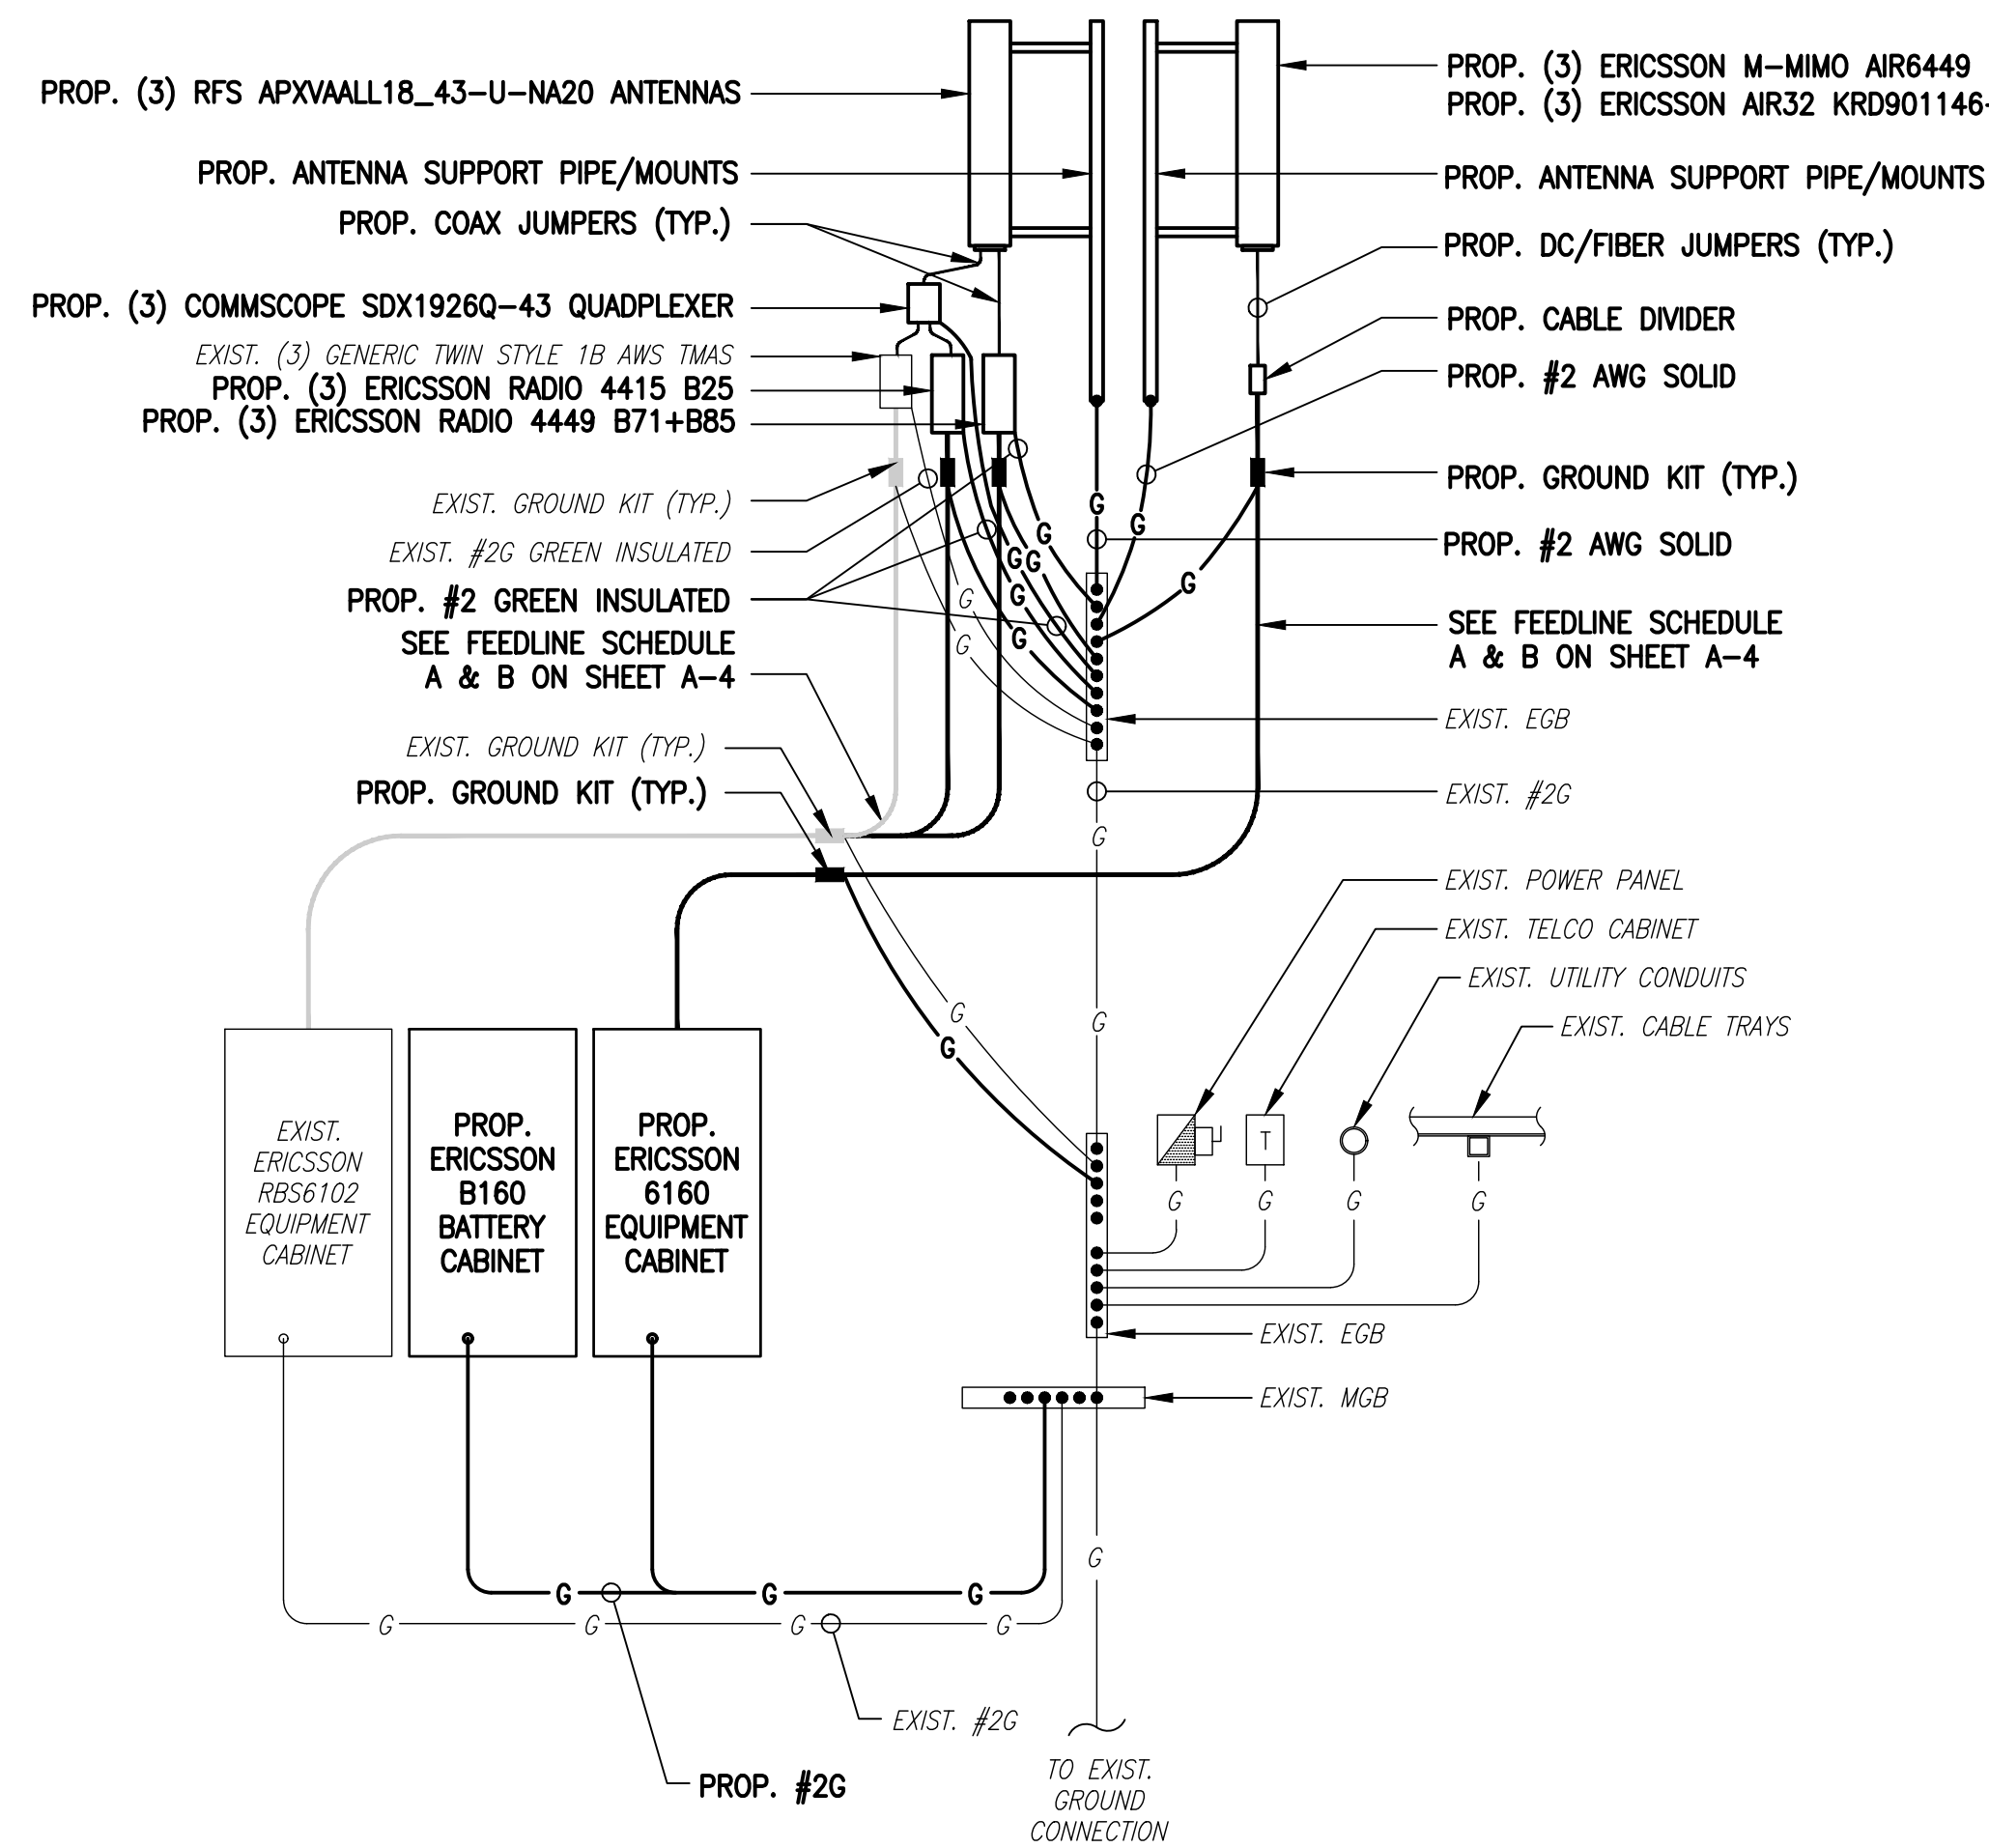 PROP. (3) RFS APXVAALL18_43-U-NA20 ANTENNAS
PROP. ANTENNA SUPPORT PIPE/MOUNTS
PROP. COAX JUMPERS (TYP.)
PROP. (3) COMMSCOPE SDX1926Q-43 QUADPLEXER
EXIST. (3) GENERIC TWIN STYLE 1B AWS TMAS
PROP. (3) ERICSSON RADIO 4415 B25
PROP. (3) ERICSSON RADIO 4449 B71+B85
EXIST. GROUND KIT (TYP.)
EXIST. #2G GREEN INSULATED
PROP. #2 GREEN INSULATED
SEE FEEDLINE SCHEDULE
A & B ON SHEET A-4
EXIST. GROUND KIT (TYP.)
PROP. GROUND KIT (TYP.)
PROP. (3) ERICSSON M-MIMO AIR6449
PROP. (3) ERICSSON AIR32 KRD901146-
PROP. ANTENNA SUPPORT PIPE/MOUNTS
PROP. DC/FIBER JUMPERS (TYP.)
PROP. CABLE DIVIDER
PROP. #2 AWG SOLID
PROP. GROUND KIT (TYP.)
PROP. #2 AWG SOLID
SEE FEEDLINE SCHEDULE
A & B ON SHEET A-4
EXIST. EGB
EXIST. #2G
EXIST. POWER PANEL
EXIST. TELCO CABINET
EXIST. UTILITY CONDUITS
EXIST. CABLE TRAYS
G
G
G
G
G
G
G
G
G
G
G
G
G
G
EXIST.
ERICSSON
RBS6102
EQUIPMENT
CABINET
PROP.
ERICSSON
B160
BATTERY
CABINET
PROP.
ERICSSON
6160
EQUIPMENT
CABINET
T
G
G
G
G
EXIST. EGB
EXIST. MGB
G
G
G
G
G
G
G
G
EXIST. #2G
PROP. #2G
TO EXIST.
GROUND
CONNECTION